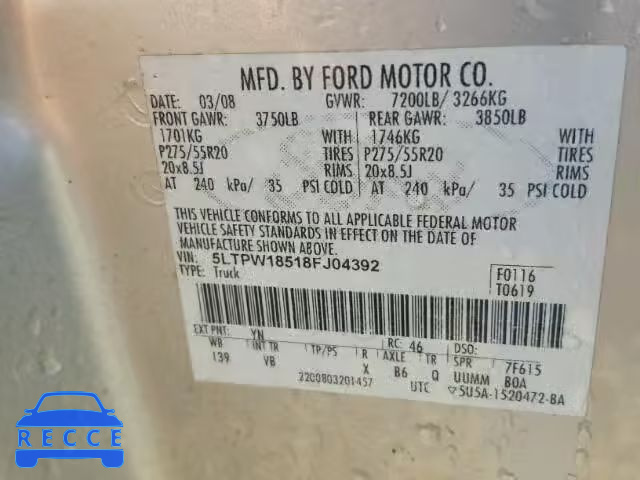 MFD. BY FORD MOTOR CO.
DATE: 03/08 GVWR: 7200LB/ 3266KG
FRONT GAWR: 3750LB REAR GAWR: 3850LB
1701KG WITH 1746KG WITH
P275/55R20 TIRES P275/55R20 TIRES
20x8.5J RIMS 20x8.5J RIMS
AT 240 kPa/ 35 PSI COLD AT 240 kPa/ 35 PSI COLD
THIS VEHICLE CONFORMS TO ALL APPLICABLE FEDERAL MOTOR
VEHICLE SAFETY STANDARDS IN EFFECT ON THE DATE OF
MANUFACTURE SHOWN ABOVE.
VIN: 5LTPW18518FJ04392
TYPE: Truck
F0116
T0619
EXT PNT: YN RC: 46 DSO:
WB INT TR TP/PS R AXLE TR SPR 7F615
139 VB X B6 Q UUMM B0A
22C0803201457 UTC ▽5U5A-1520472-BA
RECCE